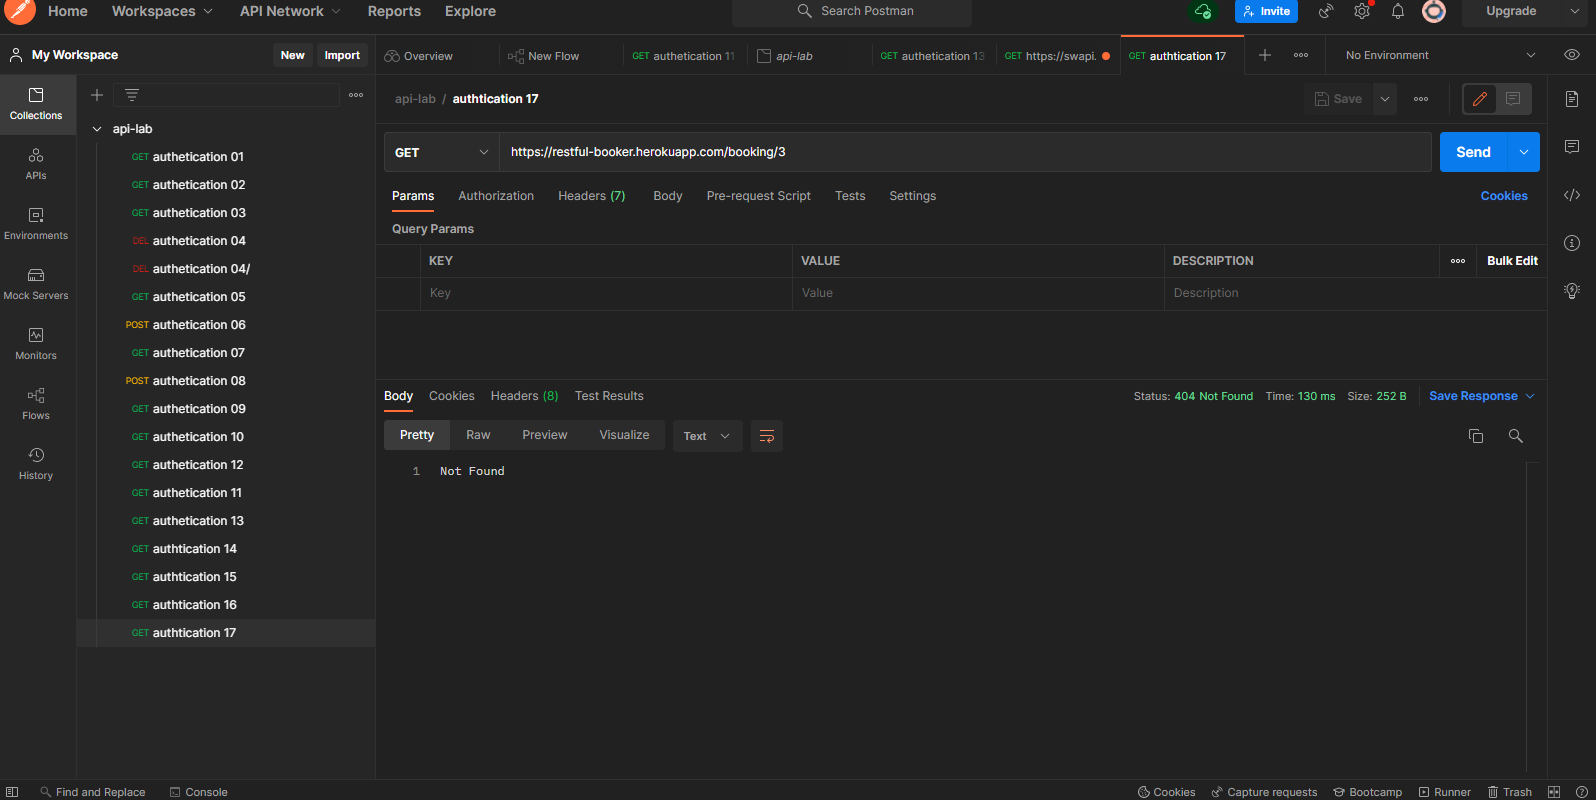 Home Workspaces API Network Reports Explore Search Postman Invite Upgrade
My Workspace New Import Overview New Flow GET authetication 11 api-lab GET authetication 13 GET https://swapi. GET authtication 17 No Environment
Collections
APIs
Environments
Mock Servers
Monitors
Flows
History
api-lab
GET authetication 01
GET authtication 02
GET authetication 03
DEL authetication 04
DEL authetication 04/
GET authetication 05
POST authetication 06
GET authetication 07
POST authetication 08
GET authetication 09
GET authetication 10
GET authetication 12
GET authetication 11
GET authetication 13
GET authtication 14
GET authtication 15
GET authtication 16
GET authtication 17
api-lab / authtication 17 Save
GET https://restful-booker.herokuapp.com/booking/3 Send
Params Authorization Headers (7) Body Pre-request Script Tests Settings Cookies
Query Params
KEY VALUE DESCRIPTION Bulk Edit
Key Value Description
Body Cookies Headers (8) Test Results Status: 404 Not Found Time: 130 ms Size: 252 B Save Response
Pretty Raw Preview Visualize Text
1 Not Found
Find and Replace Console Cookies Capture requests Bootcamp Runner Trash